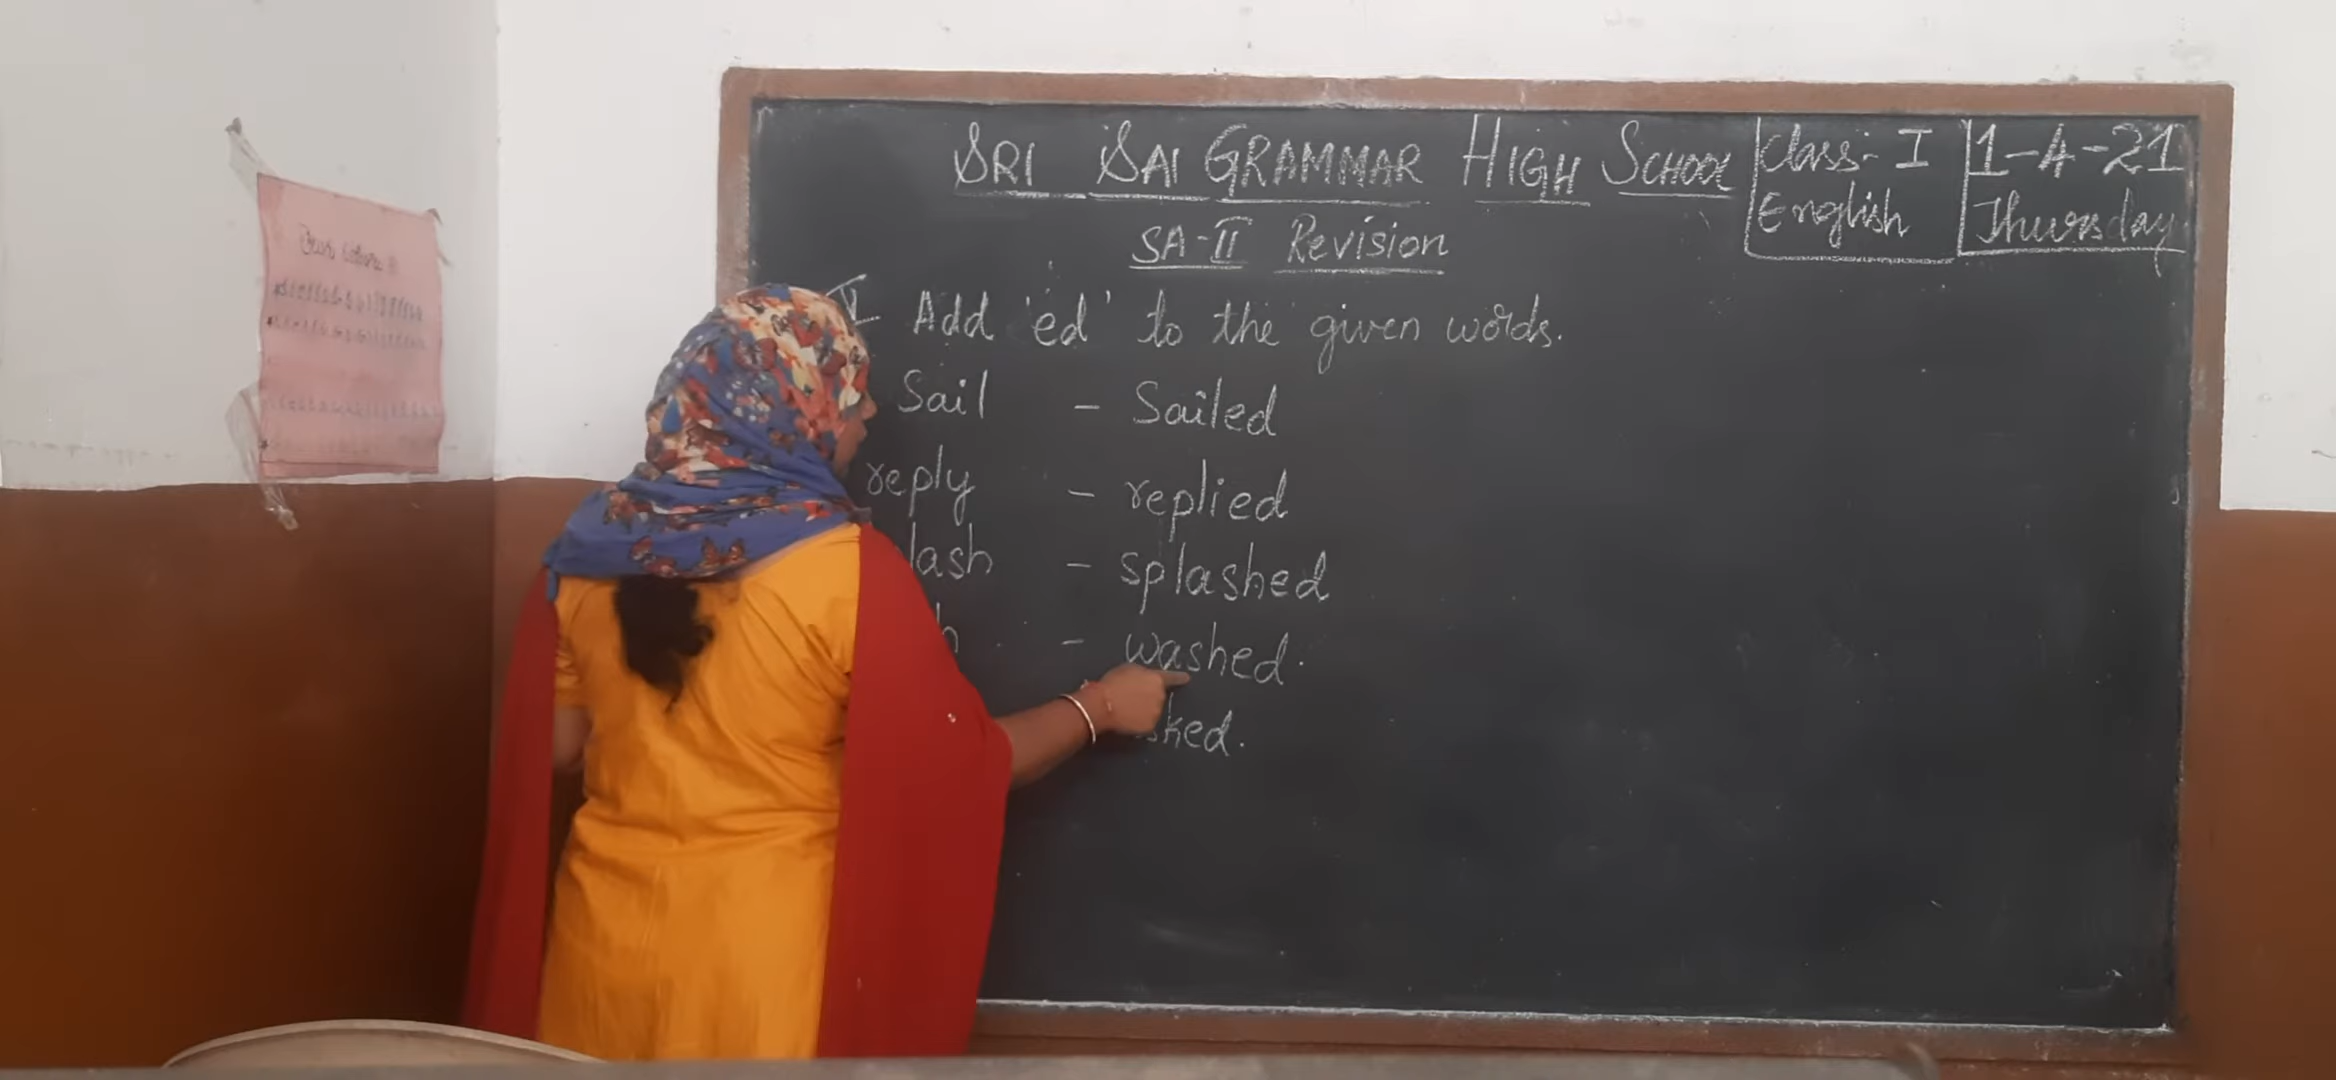 SRI SAI GRAMMAR HIGH SCHOOL
Class:- I
English
1-4-21
Thursday
SA-II Revision
Add 'ed' to the given words.
Sail - Sailed
reply - replied
lash - splashed
h - washed.
sked.